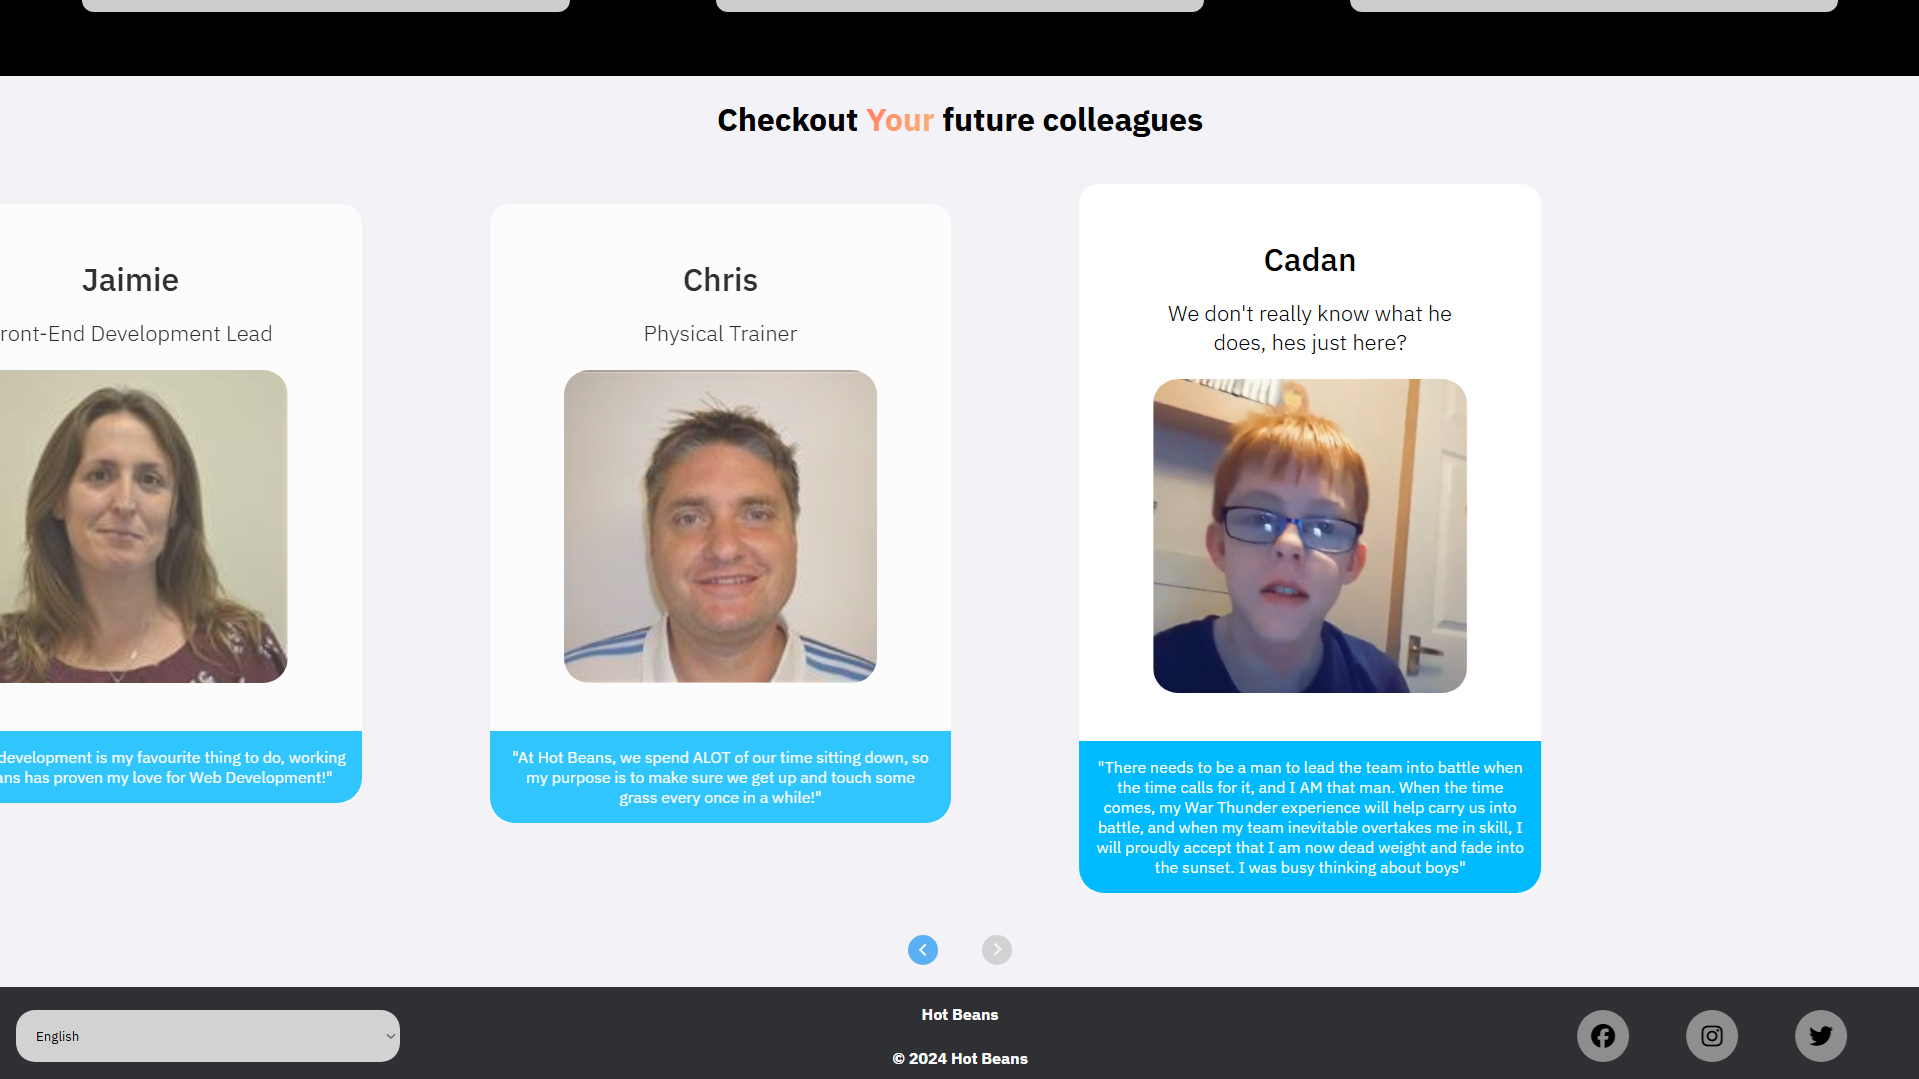 Checkout Your future colleagues
Jaimie
ront-End Development Lead
development is my favourite thing to do, working
ans has proven my love for Web Development!"
Chris
Physical Trainer
"At Hot Beans, we spend ALOT of our time sitting down, so
my purpose is to make sure we get up and touch some
grass every once in a while!"
Cadan
We don't really know what he
does, hes just here?
"There needs to be a man to lead the team into battle when
the time calls for it, and I AM that man. When the time
comes, my War Thunder experience will help carry us into
battle, and when my team inevitable overtakes me in skill, I
will proudly accept that I am now dead weight and fade into
the sunset. I was busy thinking about boys"
English
Hot Beans
© 2024 Hot Beans